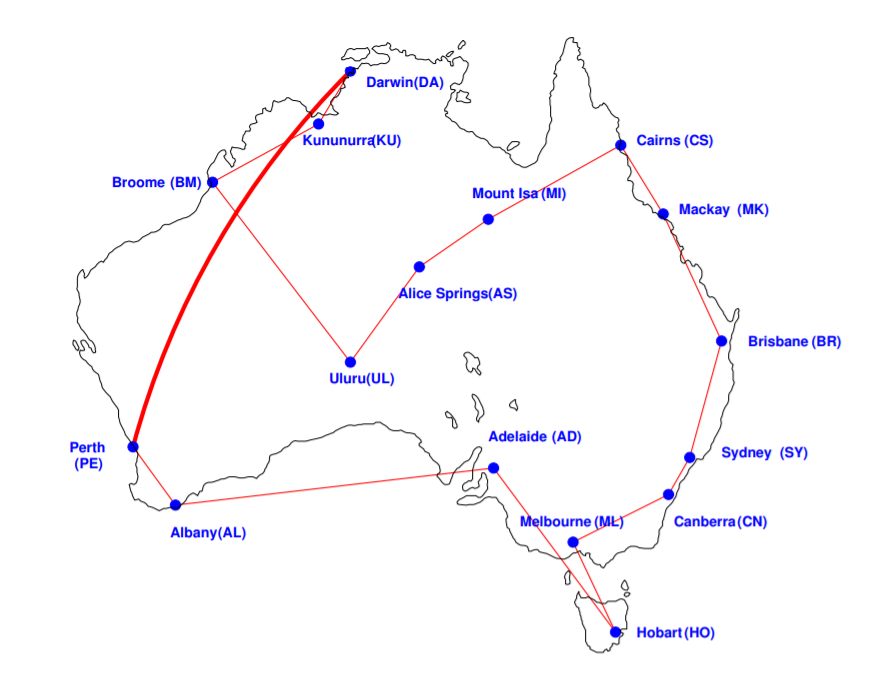 Darwin(DA)
Kununurra(KU)
Cairns (CS)
Broome (BM)
Mount Isa (MI)
Mackay (MK)
Alice Springs(AS)
Brisbane (BR)
Uluru(UL)
Adelaide (AD)
Perth
(PE)
Sydney (SY)
Melbourne (ML)
Canberra(CN)
Albany(AL)
Hobart (HO)